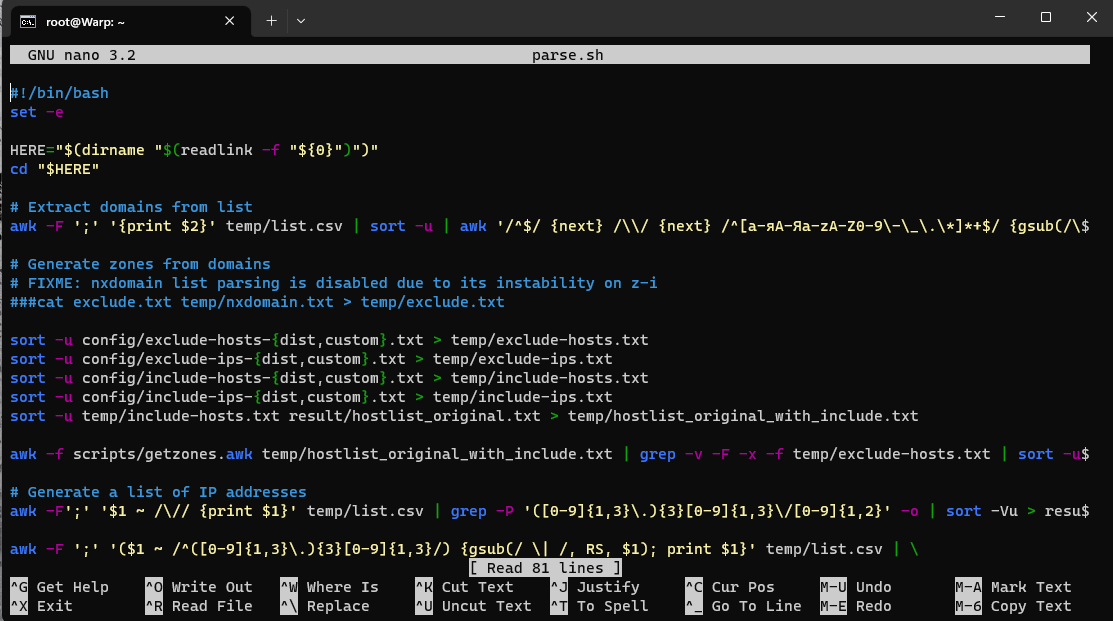 root@Warp: ~
GNU nano 3.2 parse.sh
#!/bin/bash
set -e
HERE="$(dirname "$(readlink -f "${0}")")"
cd "$HERE"
# Extract domains from list
awk -F ';' '{print $2}' temp/list.csv | sort -u | awk '/^$/ {next} /\\/ {next} /^[а-яА-Яa-zA-Z0-9\-\_\.\*]*+$/ {gsub(/\$
# Generate zones from domains
# FIXME: nxdomain list parsing is disabled due to its instability on z-i
###cat exclude.txt temp/nxdomain.txt > temp/exclude.txt
sort -u config/exclude-hosts-{dist,custom}.txt > temp/exclude-hosts.txt
sort -u config/exclude-ips-{dist,custom}.txt > temp/exclude-ips.txt
sort -u config/include-hosts-{dist,custom}.txt > temp/include-hosts.txt
sort -u config/include-ips-{dist,custom}.txt > temp/include-ips.txt
sort -u temp/include-hosts.txt result/hostlist_original.txt > temp/hostlist_original_with_include.txt
awk -f scripts/getzones.awk temp/hostlist_original_with_include.txt | grep -v -F -x -f temp/exclude-hosts.txt | sort -u$
# Generate a list of IP addresses
awk -F';' '$1 ~ /\// {print $1}' temp/list.csv | grep -P '([0-9]{1,3}\.){3}[0-9]{1,3}\/[0-9]{1,2}' -o | sort -Vu > resu$
awk -F ';' '($1 ~ /^([0-9]{1,3}\.){3}[0-9]{1,3}/) {gsub(/ \| /, RS, $1); print $1}' temp/list.csv | \
[ Read 81 lines ]
^G Get Help ^O Write Out ^W Where Is ^K Cut Text ^J Justify ^C Cur Pos M-U Undo M-A Mark Text
^X Exit ^R Read File ^\ Replace ^U Uncut Text ^T To Spell ^_ Go To Line M-E Redo M-6 Copy Text